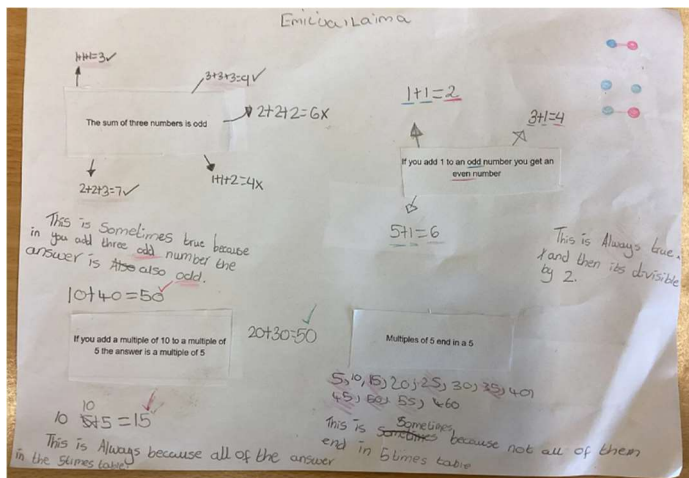 Emilija, Laima
1+1+1=3✓
3+3+3=9✓
The sum of three numbers is odd
2+2+2=6x
2+2+3=7✓
1+1+2=4x
This is Sometimes true because
in you add three odd number the
answer is also odd.
1+1=2
3+1=4
If you add 1 to an odd number you get an
even number
5+1=6
This is Always true.
and then its divisible
by 2.
10+40=50✓
If you add a multiple of 10 to a multiple of
5 the answer is a multiple of 5
20+30=50✓
10
10 5+5=15✓
This is Always because all of the answer
in the 5times table
Multiples of 5 end in a 5
5, 10, 15, 20, 25, 30, 35, 40,
45, 50, 55, 60
Sometimes
This is Sometimes because not all of them
end in 5times table